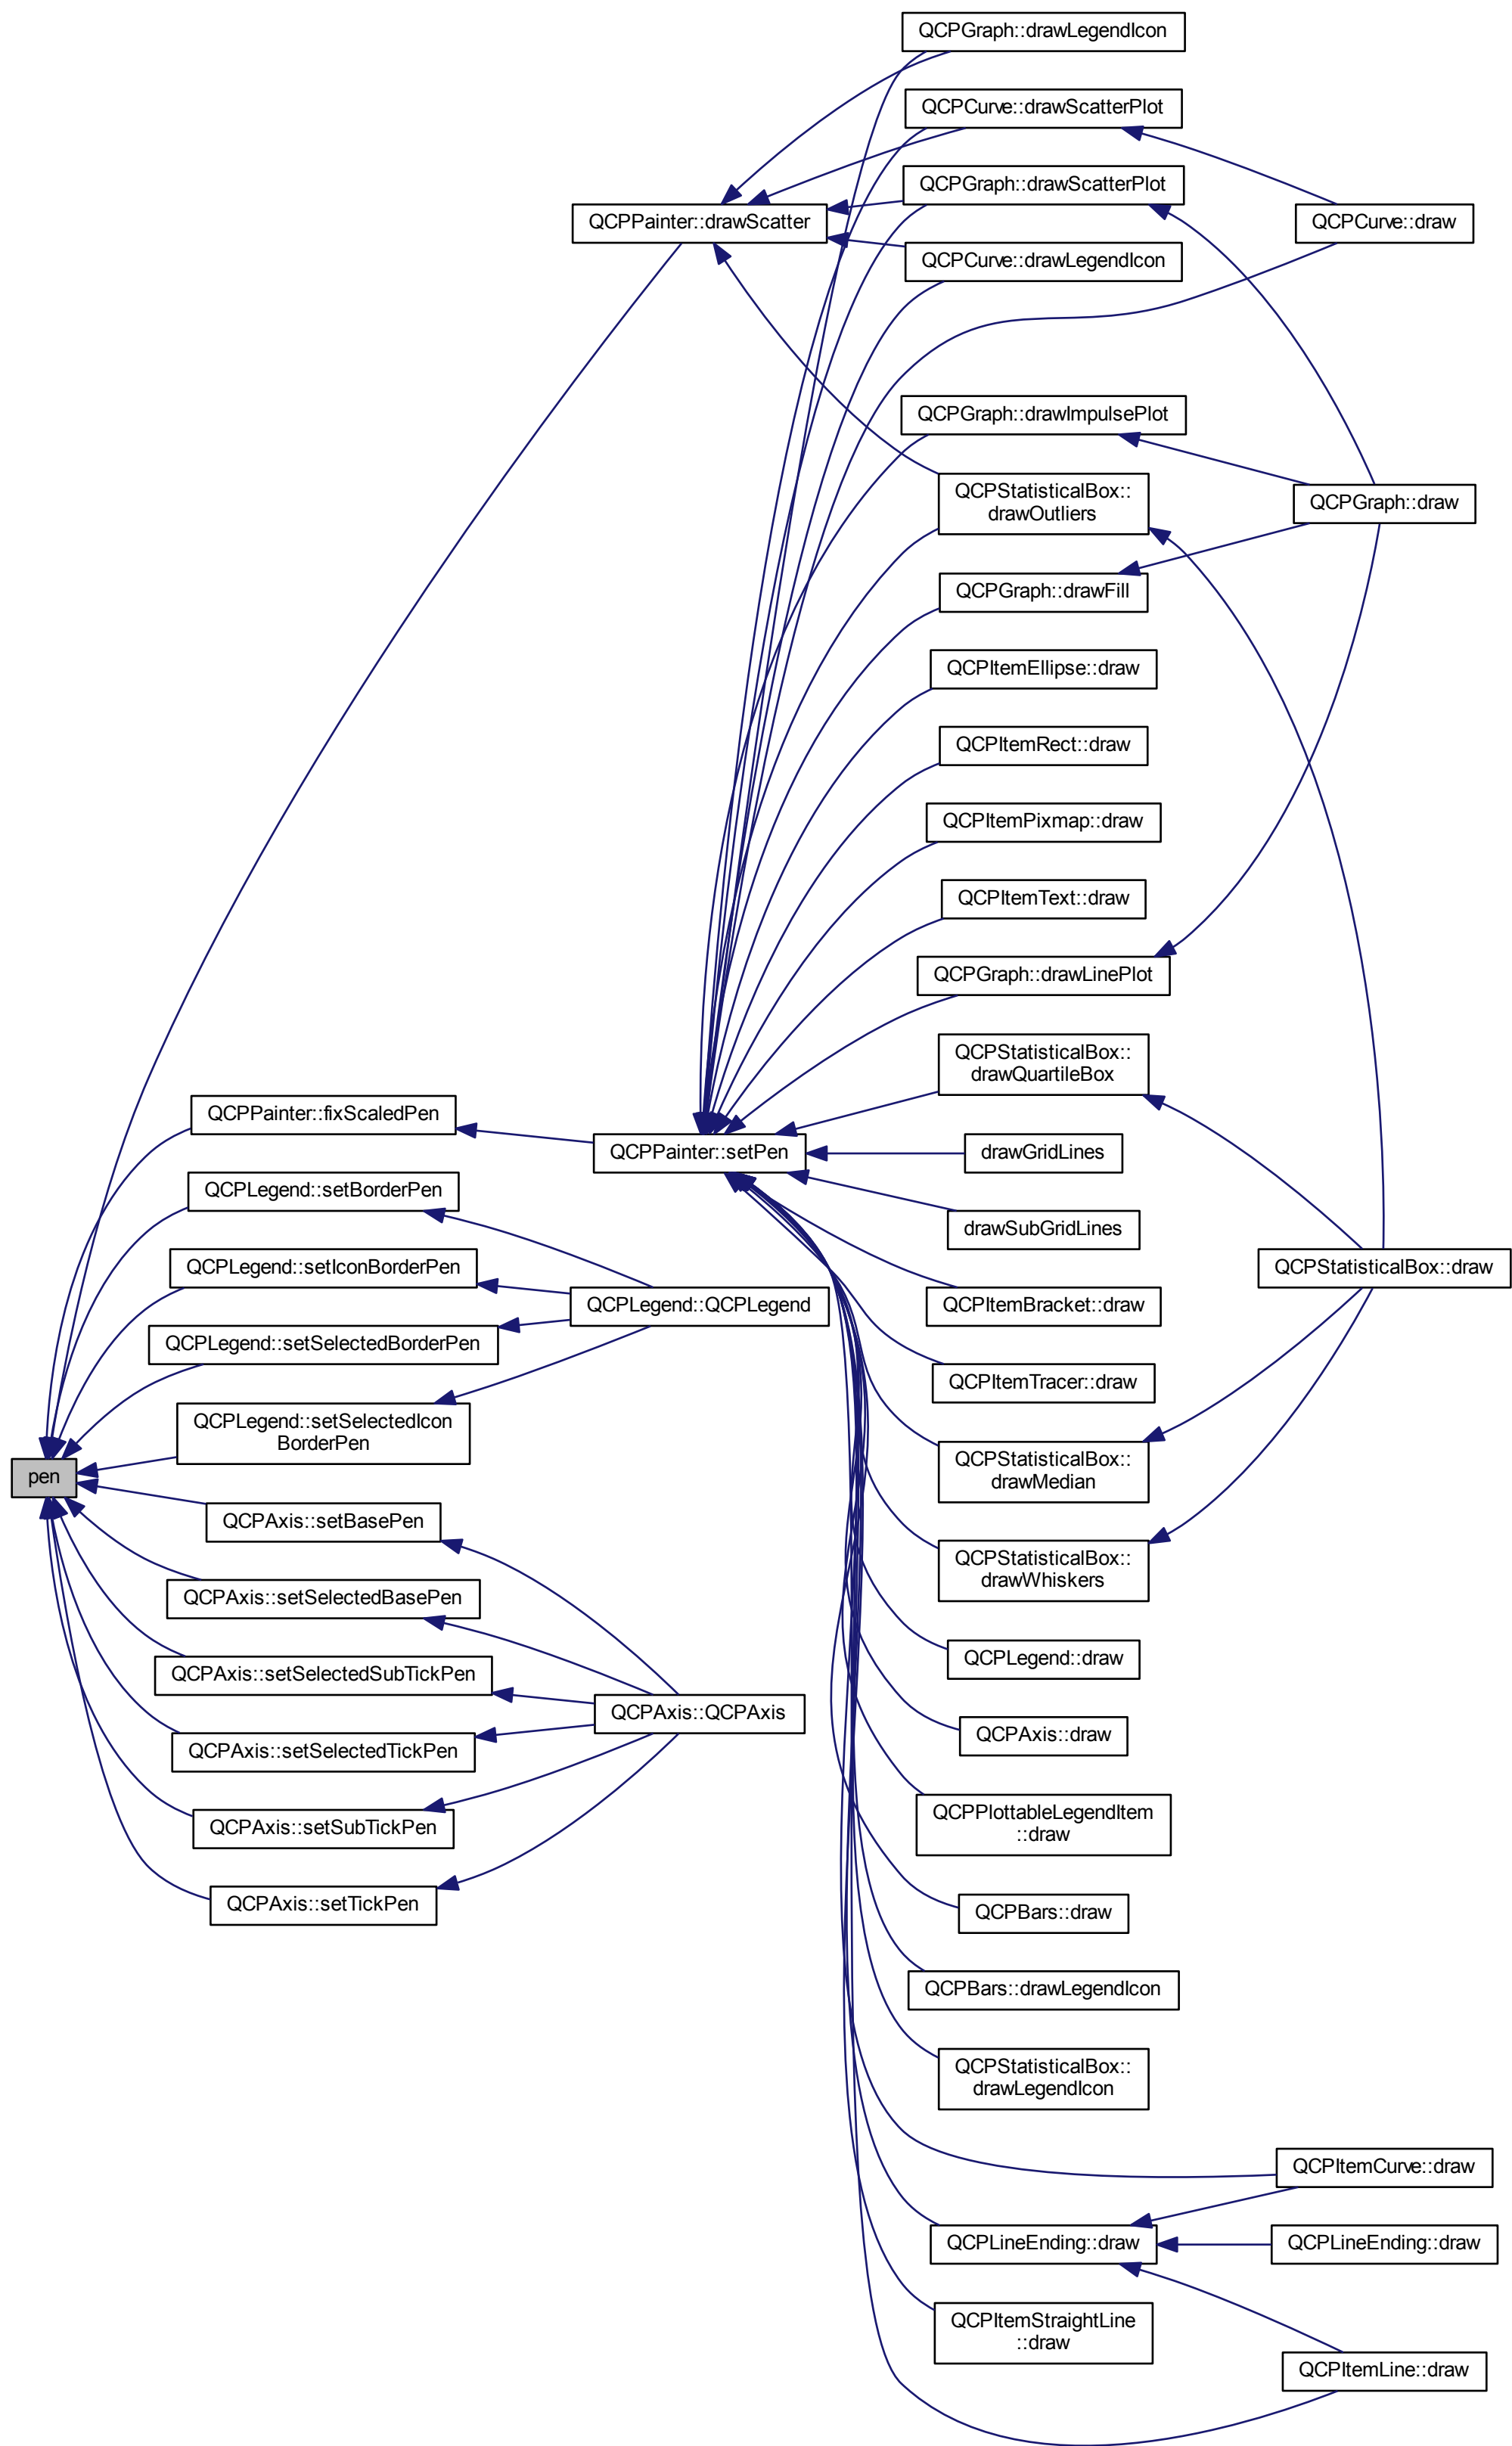 QCPGraph::drawLegendIcon
QCPCurve::drawScatterPlot
QCPGraph::drawScatterPlot
QCPPainter::drawScatter
QCPCurve::draw
QCPCurve::drawLegendIcon
QCPGraph::drawImpulsePlot
QCPStatisticalBox::
drawOutliers
QCPGraph::draw
QCPGraph::drawFill
QCPItemEllipse::draw
QCPItemRect::draw
QCPItemPixmap::draw
QCPItemText::draw
QCPGraph::drawLinePlot
QCPStatisticalBox::
drawQuartileBox
QCPPainter::fixScaledPen
QCPPainter::setPen
drawGridLines
QCPLegend::setBorderPen
drawSubGridLines
QCPLegend::setIconBorderPen
QCPStatisticalBox::draw
QCPLegend::QCPLegend
QCPItemBracket::draw
QCPLegend::setSelectedBorderPen
QCPItemTracer::draw
QCPLegend::setSelectedIcon
BorderPen
QCPStatisticalBox::
drawMedian
pen
QCPAxis::setBasePen
QCPStatisticalBox::
drawWhiskers
QCPAxis::setSelectedBasePen
QCPLegend::draw
QCPAxis::setSelectedSubTickPen
QCPAxis::QCPAxis
QCPAxis::draw
QCPAxis::setSelectedTickPen
QCPPlottableLegendItem
::draw
QCPAxis::setSubTickPen
QCPAxis::setTickPen
QCPBars::draw
QCPBars::drawLegendIcon
QCPStatisticalBox::
drawLegendIcon
QCPItemCurve::draw
QCPLineEnding::draw
QCPLineEnding::draw
QCPItemStraightLine
::draw
QCPItemLine::draw